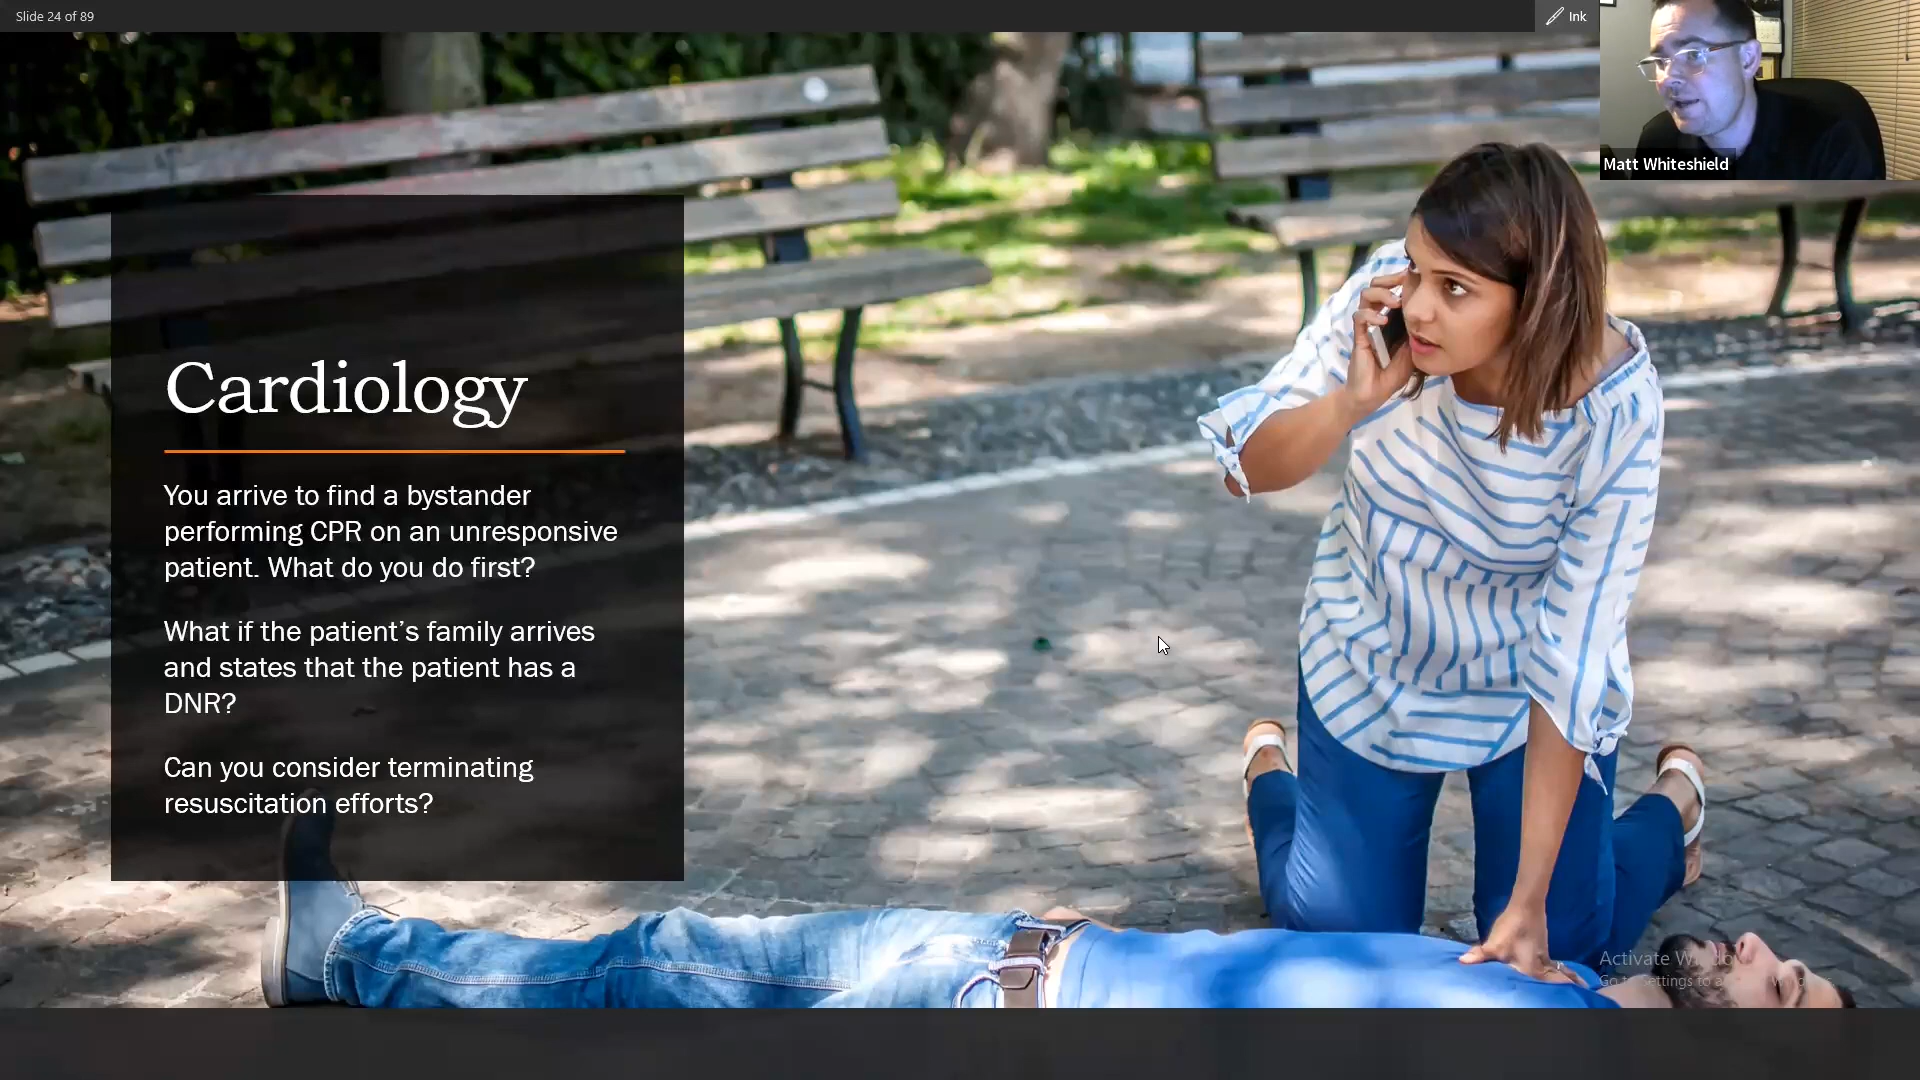 Slide 24 of 89
Ink
Matt Whiteshield
Cardiology
You arrive to find a bystander
performing CPR on an unresponsive
patient. What do you do first?
What if the patient's family arrives
and states that the patient has a
DNR?
Can you consider terminating
resuscitation efforts?
Activate
Settings to